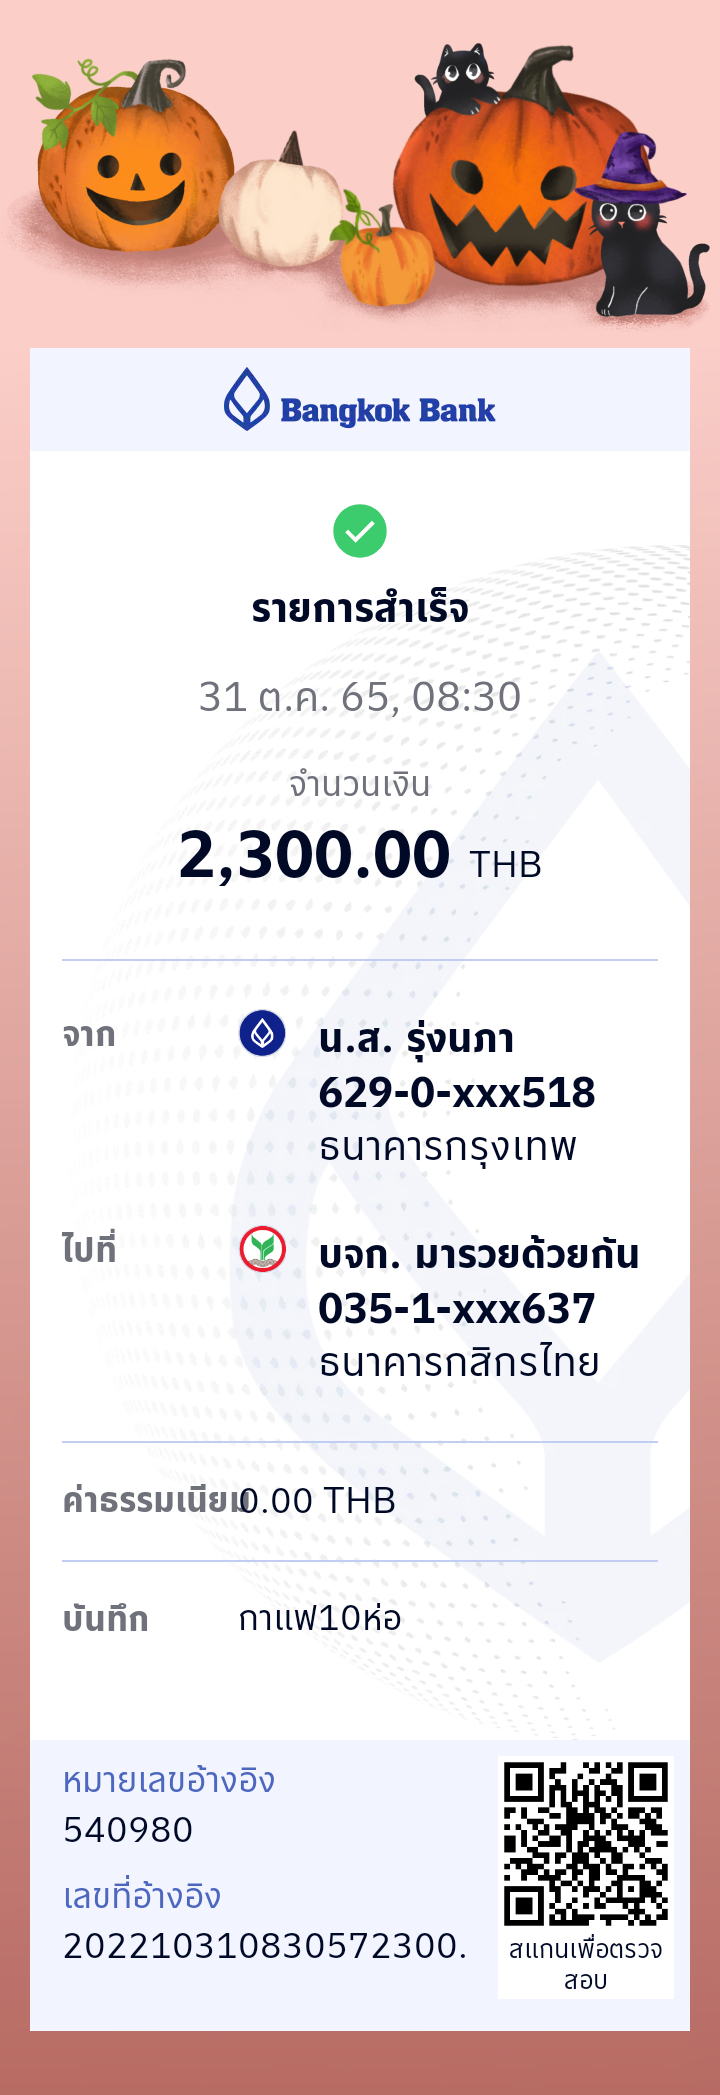 Bangkok Bank
รายการสำเร็จ
31 ต.ค. 65, 08:30
จำนวนเงิน
2,300.00 THB
จาก
น.ส. รุ่งนภา
629-0-xxx518
ธนาคารกรุงเทพ
ไปที่
บจก. มารวยด้วยกัน
035-1-xxx637
ธนาคารกสิกรไทย
ค่าธรรมเนียม 0.00 THB
บันทึก กาแฟ10ห่อ
หมายเลขอ้างอิง
540980
เลขที่อ้างอิง
202210310830572300.
สแกนเพื่อตรวจ
สอบ